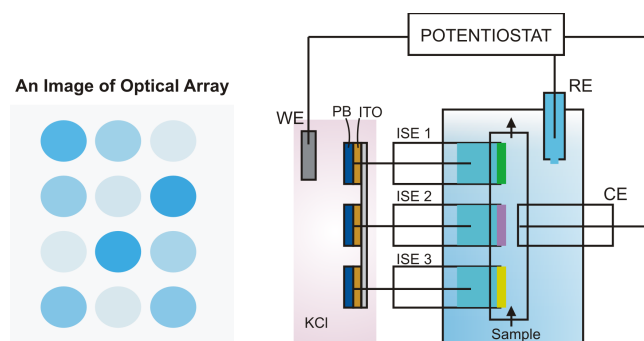 An Image of Optical Array
POTENTIOSTAT
WE
PB
ITO
ISE 1
RE
ISE 2
CE
ISE 3
KCl
Sample